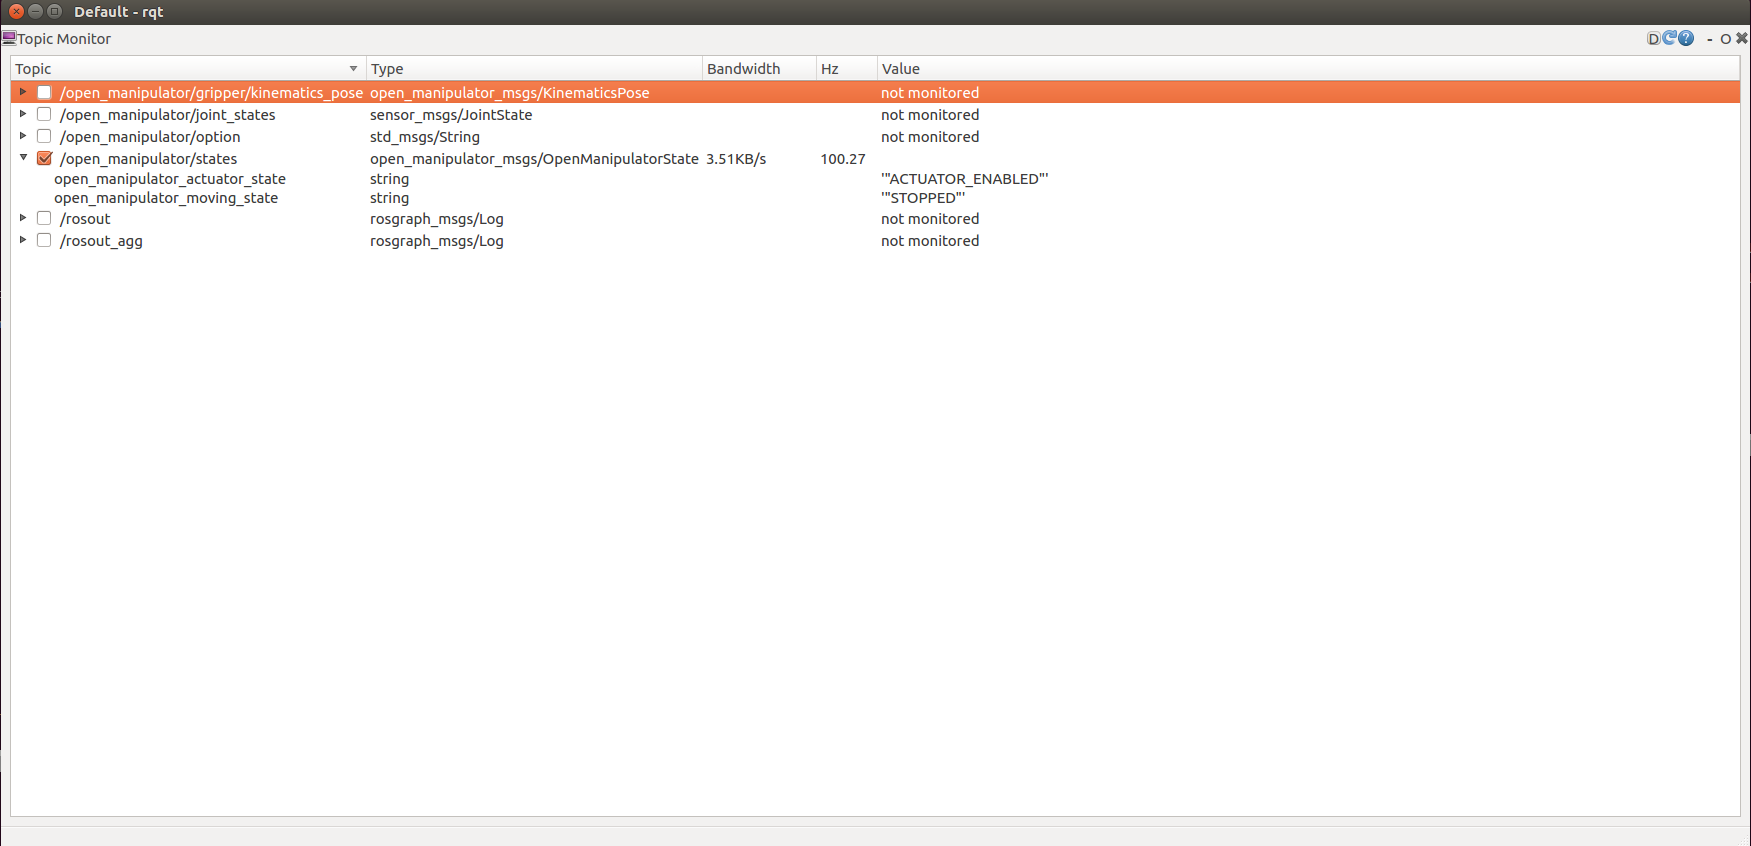 Default - rqt
Topic Monitor D ? - O
Topic Type Bandwidth Hz Value
/open_manipulator/gripper/kinematics_pose open_manipulator_msgs/KinematicsPose not monitored
/open_manipulator/joint_states sensor_msgs/JointState not monitored
/open_manipulator/option std_msgs/String not monitored
/open_manipulator/states open_manipulator_msgs/OpenManipulatorState 3.51KB/s 100.27
open_manipulator_actuator_state string '"ACTUATOR_ENABLED"'
open_manipulator_moving_state string '"STOPPED"'
/rosout rosgraph_msgs/Log not monitored
/rosout_agg rosgraph_msgs/Log not monitored